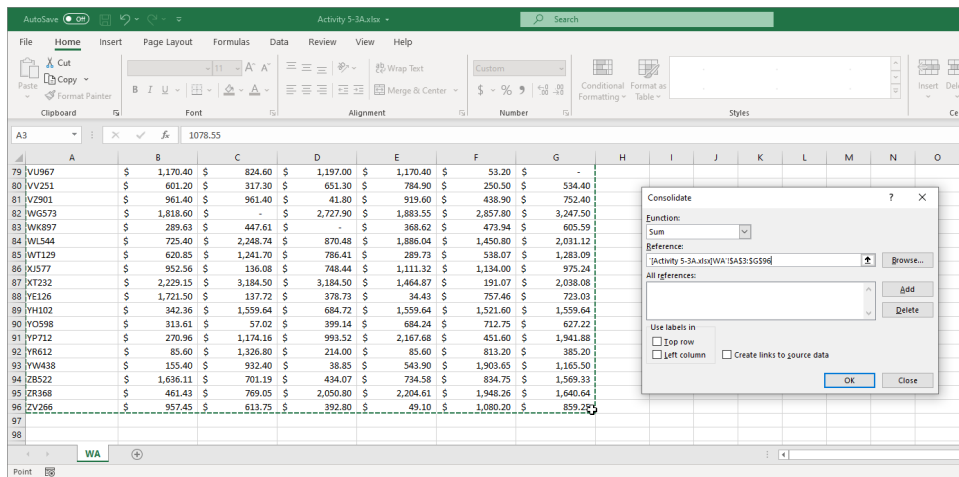 AutoSave Off Activity 5-3A.xlsx Search
File Home Insert Page Layout Formulas Data Review View Help
Cut
Copy
Format Painter
Paste
11 A^ A˅
B I U A
Wrap Text
Merge & Center
Custom
$ % 9
Conditional Formatting
Format as Table
Insert
Clipboard Font Alignment Number Styles
A3 fx 1078.55
A B C D E F G H I J K L M N O
79 VU967 $ 1,170.40 $ 824.60 $ 1,197.00 $ 1,170.40 $ 53.20 $ -
80 VV251 $ 601.20 $ 317.30 $ 651.30 $ 784.90 $ 250.50 $ 534.40
81 VZ901 $ 961.40 $ 961.40 $ 41.80 $ 919.60 $ 438.90 $ 752.40
82 WG573 $ 1,818.60 $ - $ 2,727.90 $ 1,883.55 $ 2,857.80 $ 3,247.50
83 WK897 $ 289.63 $ 447.61 $ - $ 368.62 $ 473.94 $ 605.59
84 WL544 $ 725.40 $ 2,248.74 $ 870.48 $ 1,886.04 $ 1,450.80 $ 2,031.12
85 WT129 $ 620.85 $ 1,241.70 $ 786.41 $ 289.73 $ 538.07 $ 1,283.09
86 XJ577 $ 952.56 $ 136.08 $ 748.44 $ 1,111.32 $ 1,134.00 $ 975.24
87 XT232 $ 2,229.15 $ 3,184.50 $ 3,184.50 $ 1,464.87 $ 191.07 $ 2,038.08
88 YE126 $ 1,721.50 $ 137.72 $ 378.73 $ 34.43 $ 757.46 $ 723.03
89 YH102 $ 342.36 $ 1,559.64 $ 684.72 $ 1,559.64 $ 1,521.60 $ 1,559.64
90 YO598 $ 313.61 $ 57.02 $ 399.14 $ 684.24 $ 712.75 $ 627.22
91 YP712 $ 270.96 $ 1,174.16 $ 993.52 $ 2,167.68 $ 451.60 $ 1,941.88
92 YR612 $ 85.60 $ 1,326.80 $ 214.00 $ 85.60 $ 813.20 $ 385.20
93 YW438 $ 155.40 $ 932.40 $ 38.85 $ 543.90 $ 1,903.65 $ 1,165.50
94 ZB522 $ 1,636.11 $ 701.19 $ 434.07 $ 734.58 $ 834.75 $ 1,569.33
95 ZR368 $ 461.43 $ 769.05 $ 2,050.80 $ 2,204.61 $ 1,948.26 $ 1,640.64
96 ZV266 $ 957.45 $ 613.75 $ 392.80 $ 49.10 $ 1,080.20 $ 859.25
97
98
Consolidate ? ×
Function:
Sum
Reference:
'[Activity 5-3A.xlsx]WA'!$A$3:$G$96 Browse...
All references:
Add
Delete
Use labels in
Top row
Left column Create links to source data
OK Close
WA
Point